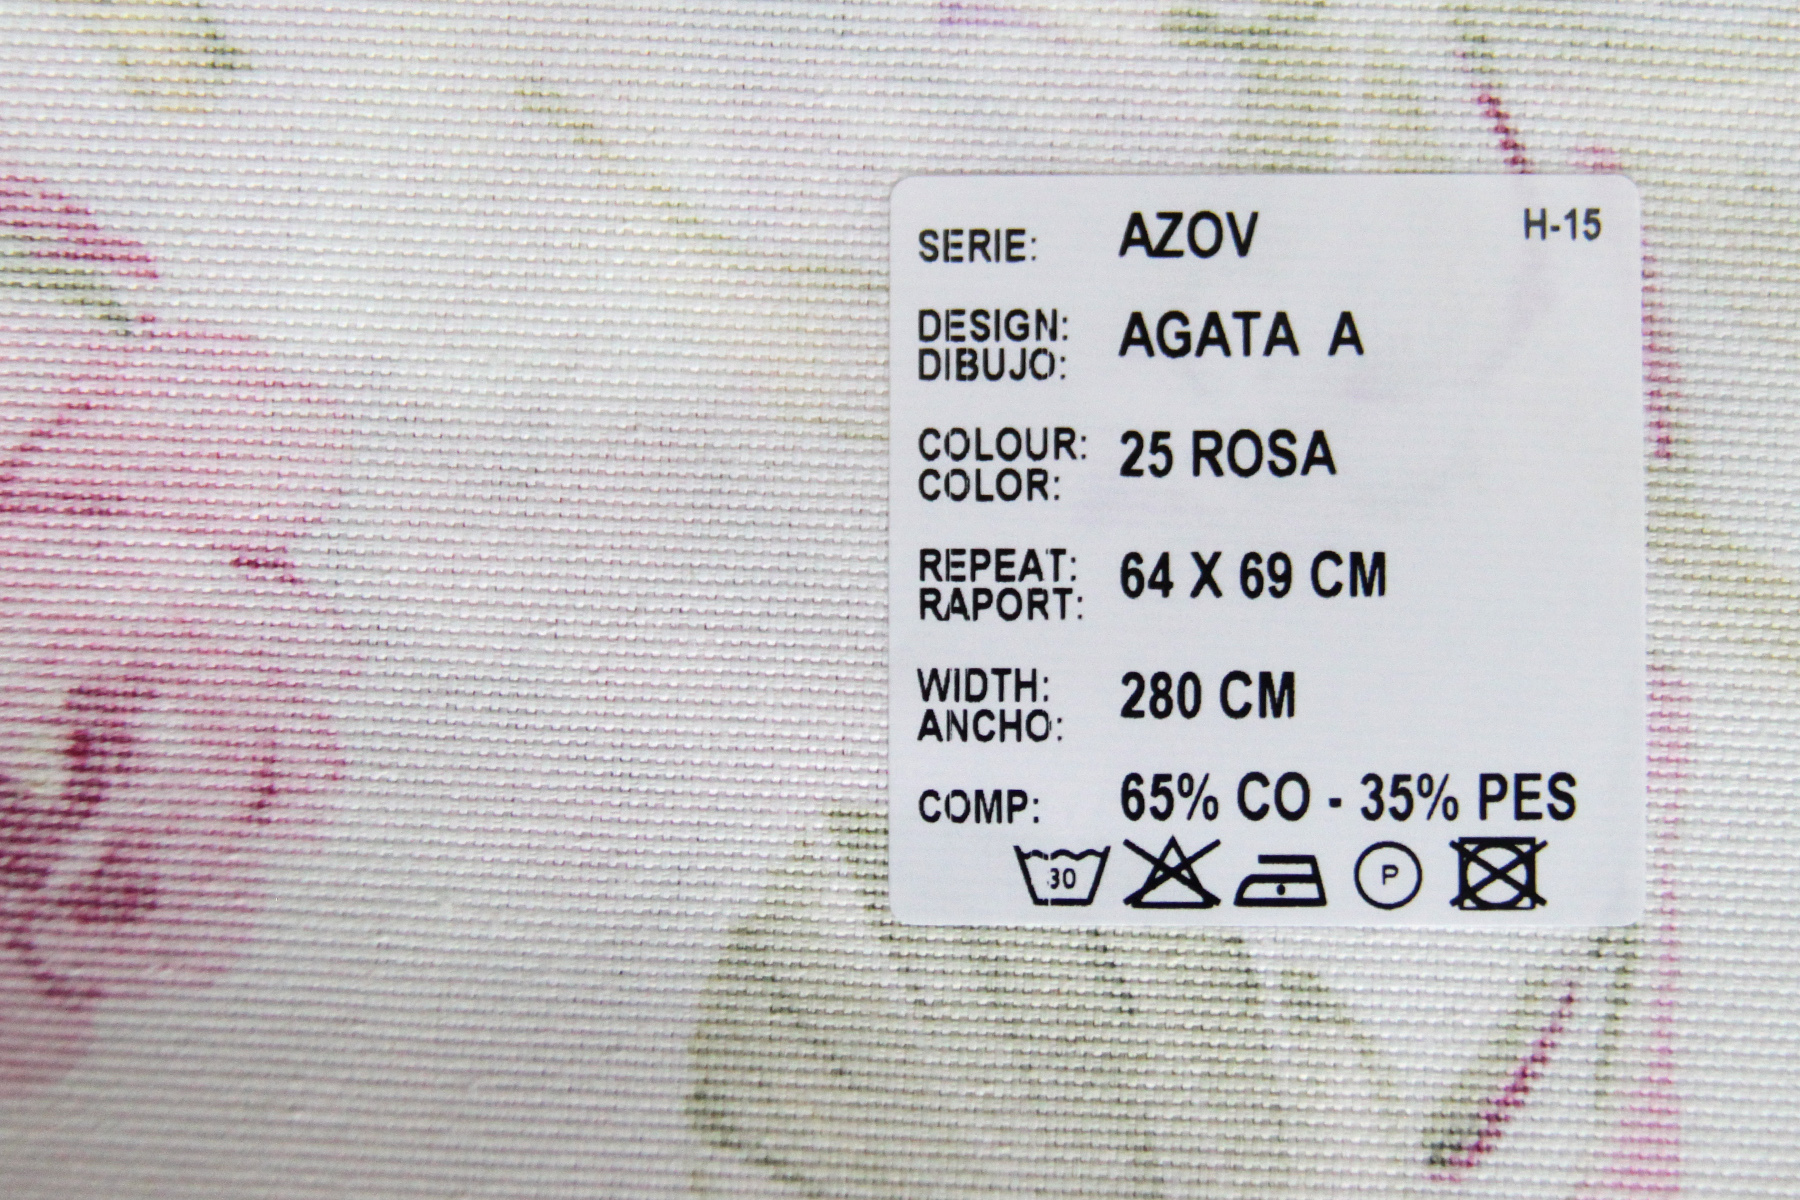 SERIE: AZOV H-15
DESIGN: AGATA A
DIBUJO:
COLOUR: 25 ROSA
COLOR:
REPEAT: 64 X 69 CM
RAPORT:
WIDTH: 280 CM
ANCHO:
COMP: 65% CO - 35% PES
30 P